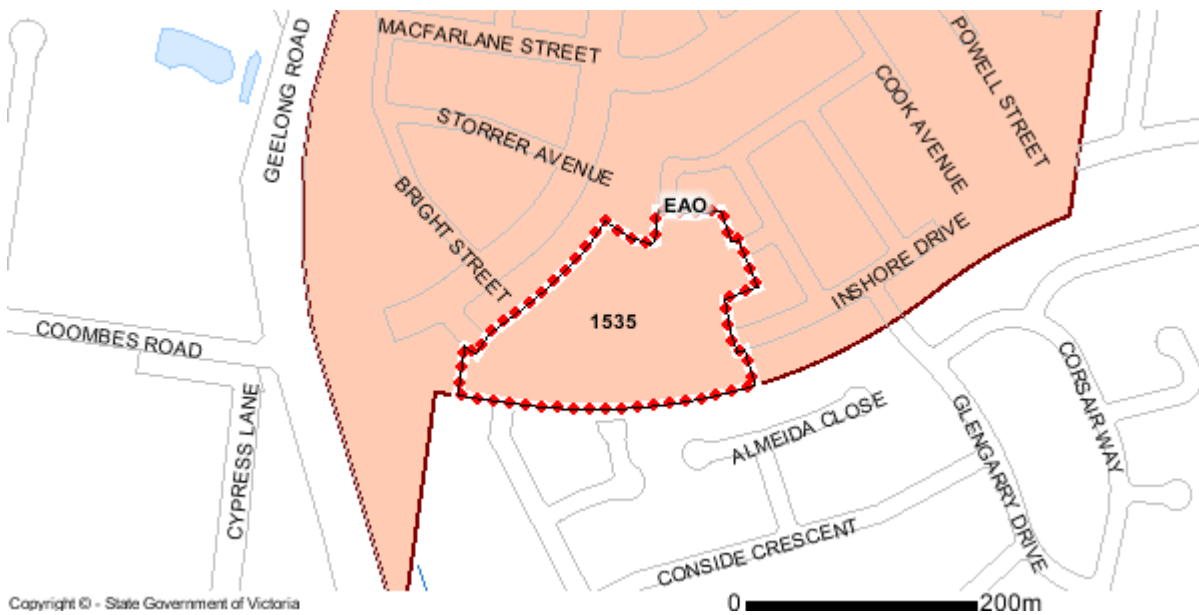 MACFARLANE STREET
GEELONG ROAD
POWELL STREET
COOK AVENUE
STORRER AVENUE
BRIGHT STREET
EAO
INSHORE DRIVE
1535
COOMBES ROAD
CYPRESS LANE
CORSAIR WAY
ALMEIDA CLOSE
GLENGARRY DRIVE
CONSIDE CRESCENT
Copyright © - State Government of Victoria
0 200m